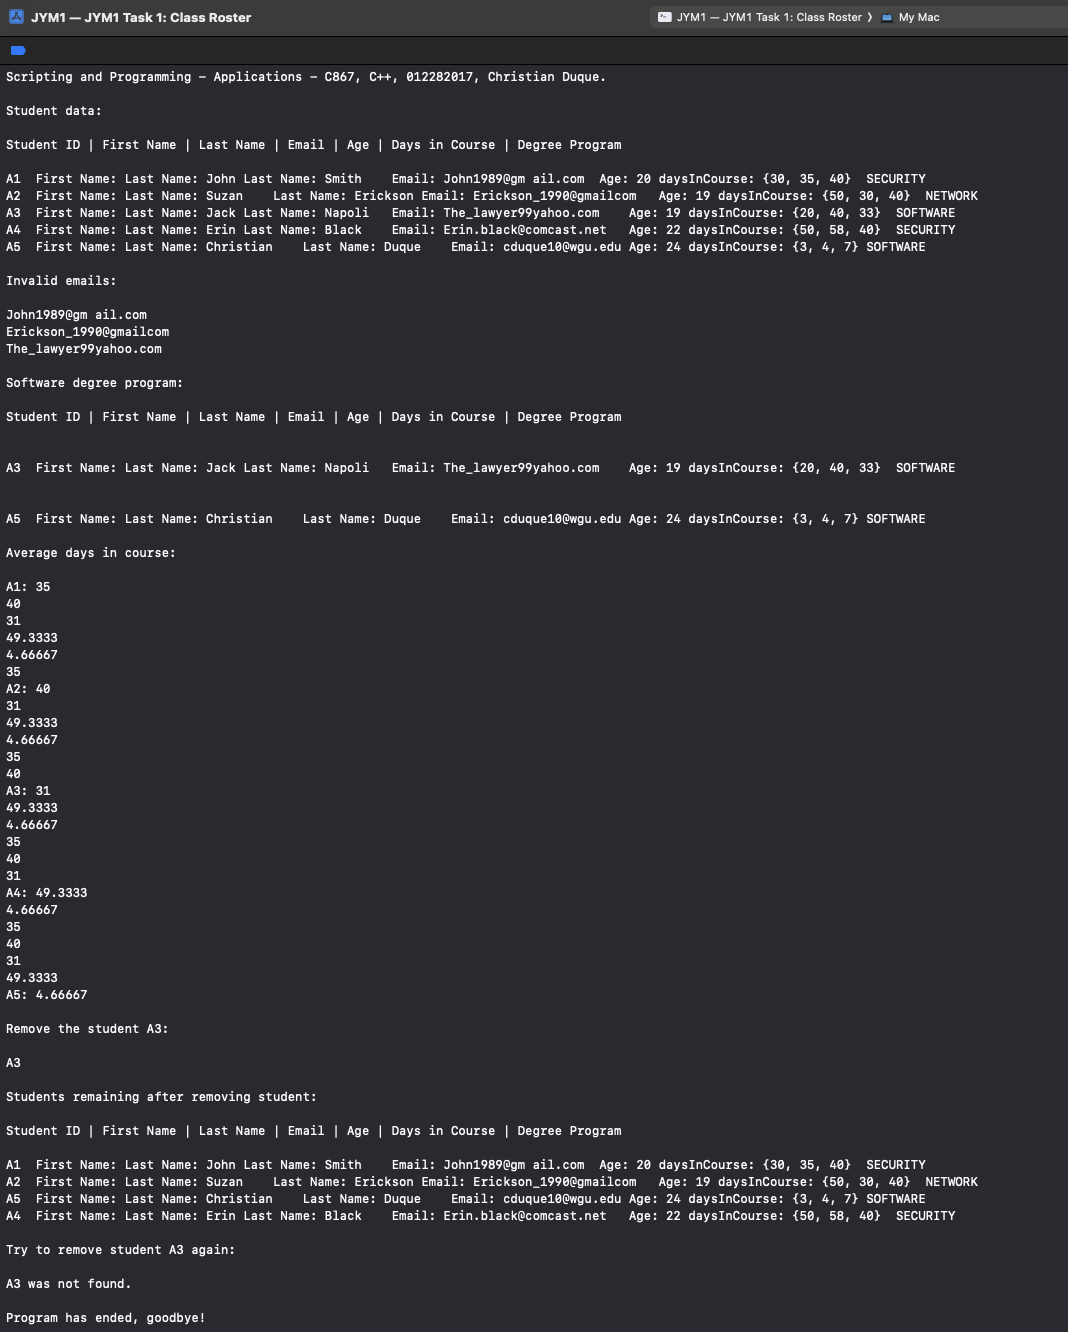 JYM1 — JYM1 Task 1: Class Roster
JYM1 — JYM1 Task 1: Class Roster ❯ My Mac
Scripting and Programming - Applications - C867, C++, 012282017, Christian Duque.
Student data:
Student ID | First Name | Last Name | Email | Age | Days in Course | Degree Program
A1  First Name: Last Name: John Last Name: Smith    Email: John1989@gm ail.com  Age: 20 daysInCourse: {30, 35, 40}  SECURITY
A2  First Name: Last Name: Suzan    Last Name: Erickson Email: Erickson_1990@gmailcom   Age: 19 daysInCourse: {50, 30, 40}  NETWORK
A3  First Name: Last Name: Jack Last Name: Napoli   Email: The_lawyer99yahoo.com    Age: 19 daysInCourse: {20, 40, 33}  SOFTWARE
A4  First Name: Last Name: Erin Last Name: Black    Email: Erin.black@comcast.net   Age: 22 daysInCourse: {50, 58, 40}  SECURITY
A5  First Name: Last Name: Christian    Last Name: Duque    Email: cduque10@wgu.edu Age: 24 daysInCourse: {3, 4, 7} SOFTWARE
Invalid emails:
John1989@gm ail.com
Erickson_1990@gmailcom
The_lawyer99yahoo.com
Software degree program:
Student ID | First Name | Last Name | Email | Age | Days in Course | Degree Program
A3  First Name: Last Name: Jack Last Name: Napoli   Email: The_lawyer99yahoo.com    Age: 19 daysInCourse: {20, 40, 33}  SOFTWARE
A5  First Name: Last Name: Christian    Last Name: Duque    Email: cduque10@wgu.edu Age: 24 daysInCourse: {3, 4, 7} SOFTWARE
Average days in course:
A1: 35
40
31
49.3333
4.66667
35
A2: 40
31
49.3333
4.66667
35
40
A3: 31
49.3333
4.66667
35
40
31
A4: 49.3333
4.66667
35
40
31
49.3333
A5: 4.66667
Remove the student A3:
A3
Students remaining after removing student:
Student ID | First Name | Last Name | Email | Age | Days in Course | Degree Program
A1  First Name: Last Name: John Last Name: Smith    Email: John1989@gm ail.com  Age: 20 daysInCourse: {30, 35, 40}  SECURITY
A2  First Name: Last Name: Suzan    Last Name: Erickson Email: Erickson_1990@gmailcom   Age: 19 daysInCourse: {50, 30, 40}  NETWORK
A5  First Name: Last Name: Christian    Last Name: Duque    Email: cduque10@wgu.edu Age: 24 daysInCourse: {3, 4, 7} SOFTWARE
A4  First Name: Last Name: Erin Last Name: Black    Email: Erin.black@comcast.net   Age: 22 daysInCourse: {50, 58, 40}  SECURITY
Try to remove student A3 again:
A3 was not found.
Program has ended, goodbye!